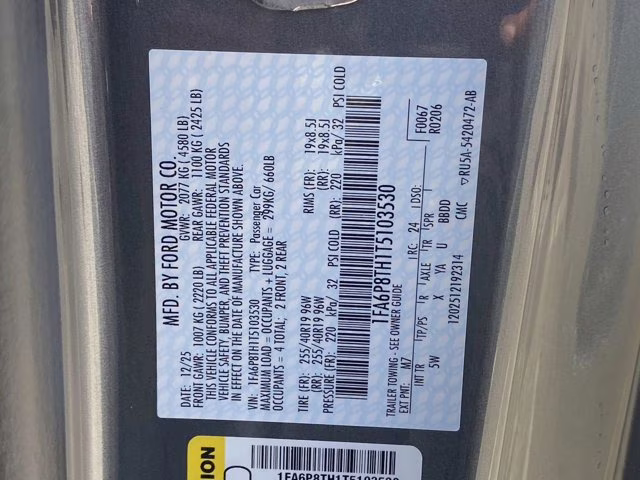 MFD. BY FORD MOTOR CO.
DATE: 12/25 GVWR: 2077 KG ( 4580 LB)
FRONT GAWR: 1007 KG (2220 LB) REAR GAWR: 1100 KG ( 2425 LB)
THIS VEHICLE CONFORMS TO ALL APPLICABLE FEDERAL MOTOR
VEHICLE SAFETY, BUMPER, AND THEFT PREVENTION STANDARDS
IN EFFECT ON THE DATE OF MANUFACTURE SHOWN ABOVE.
VIN: 1FA6P8TH1T5103530 TYPE: Passenger Car
MAXIMUM LOAD = OCCUPANTS + LUGGAGE = 299KG/ 660LB
OCCUPANTS = 4 TOTAL; 2 FRONT; 2 REAR
TIRE (FR): 255/40R19 96W RIMS (FR): 19x8.5J
(RR): 255/40R19 96W (RR): 19x8.5J
PRESSURE (FR): 220 kPa/ 32 PSI COLD (RR): 220 kPa/ 32 PSI COLD
1FA6P8TH1T5103530
TRAILER TOWING - SEE OWNER GUIDE
F0067
EXT PNT: M7 RC: 24 DSO: R0206
INT TR TP/PS R AXLE TR SPR
5W X YA U BBDD
1202512192314 CMC ▽RU5A-5420472-AB
ION
1FA6P8TH1T5103530